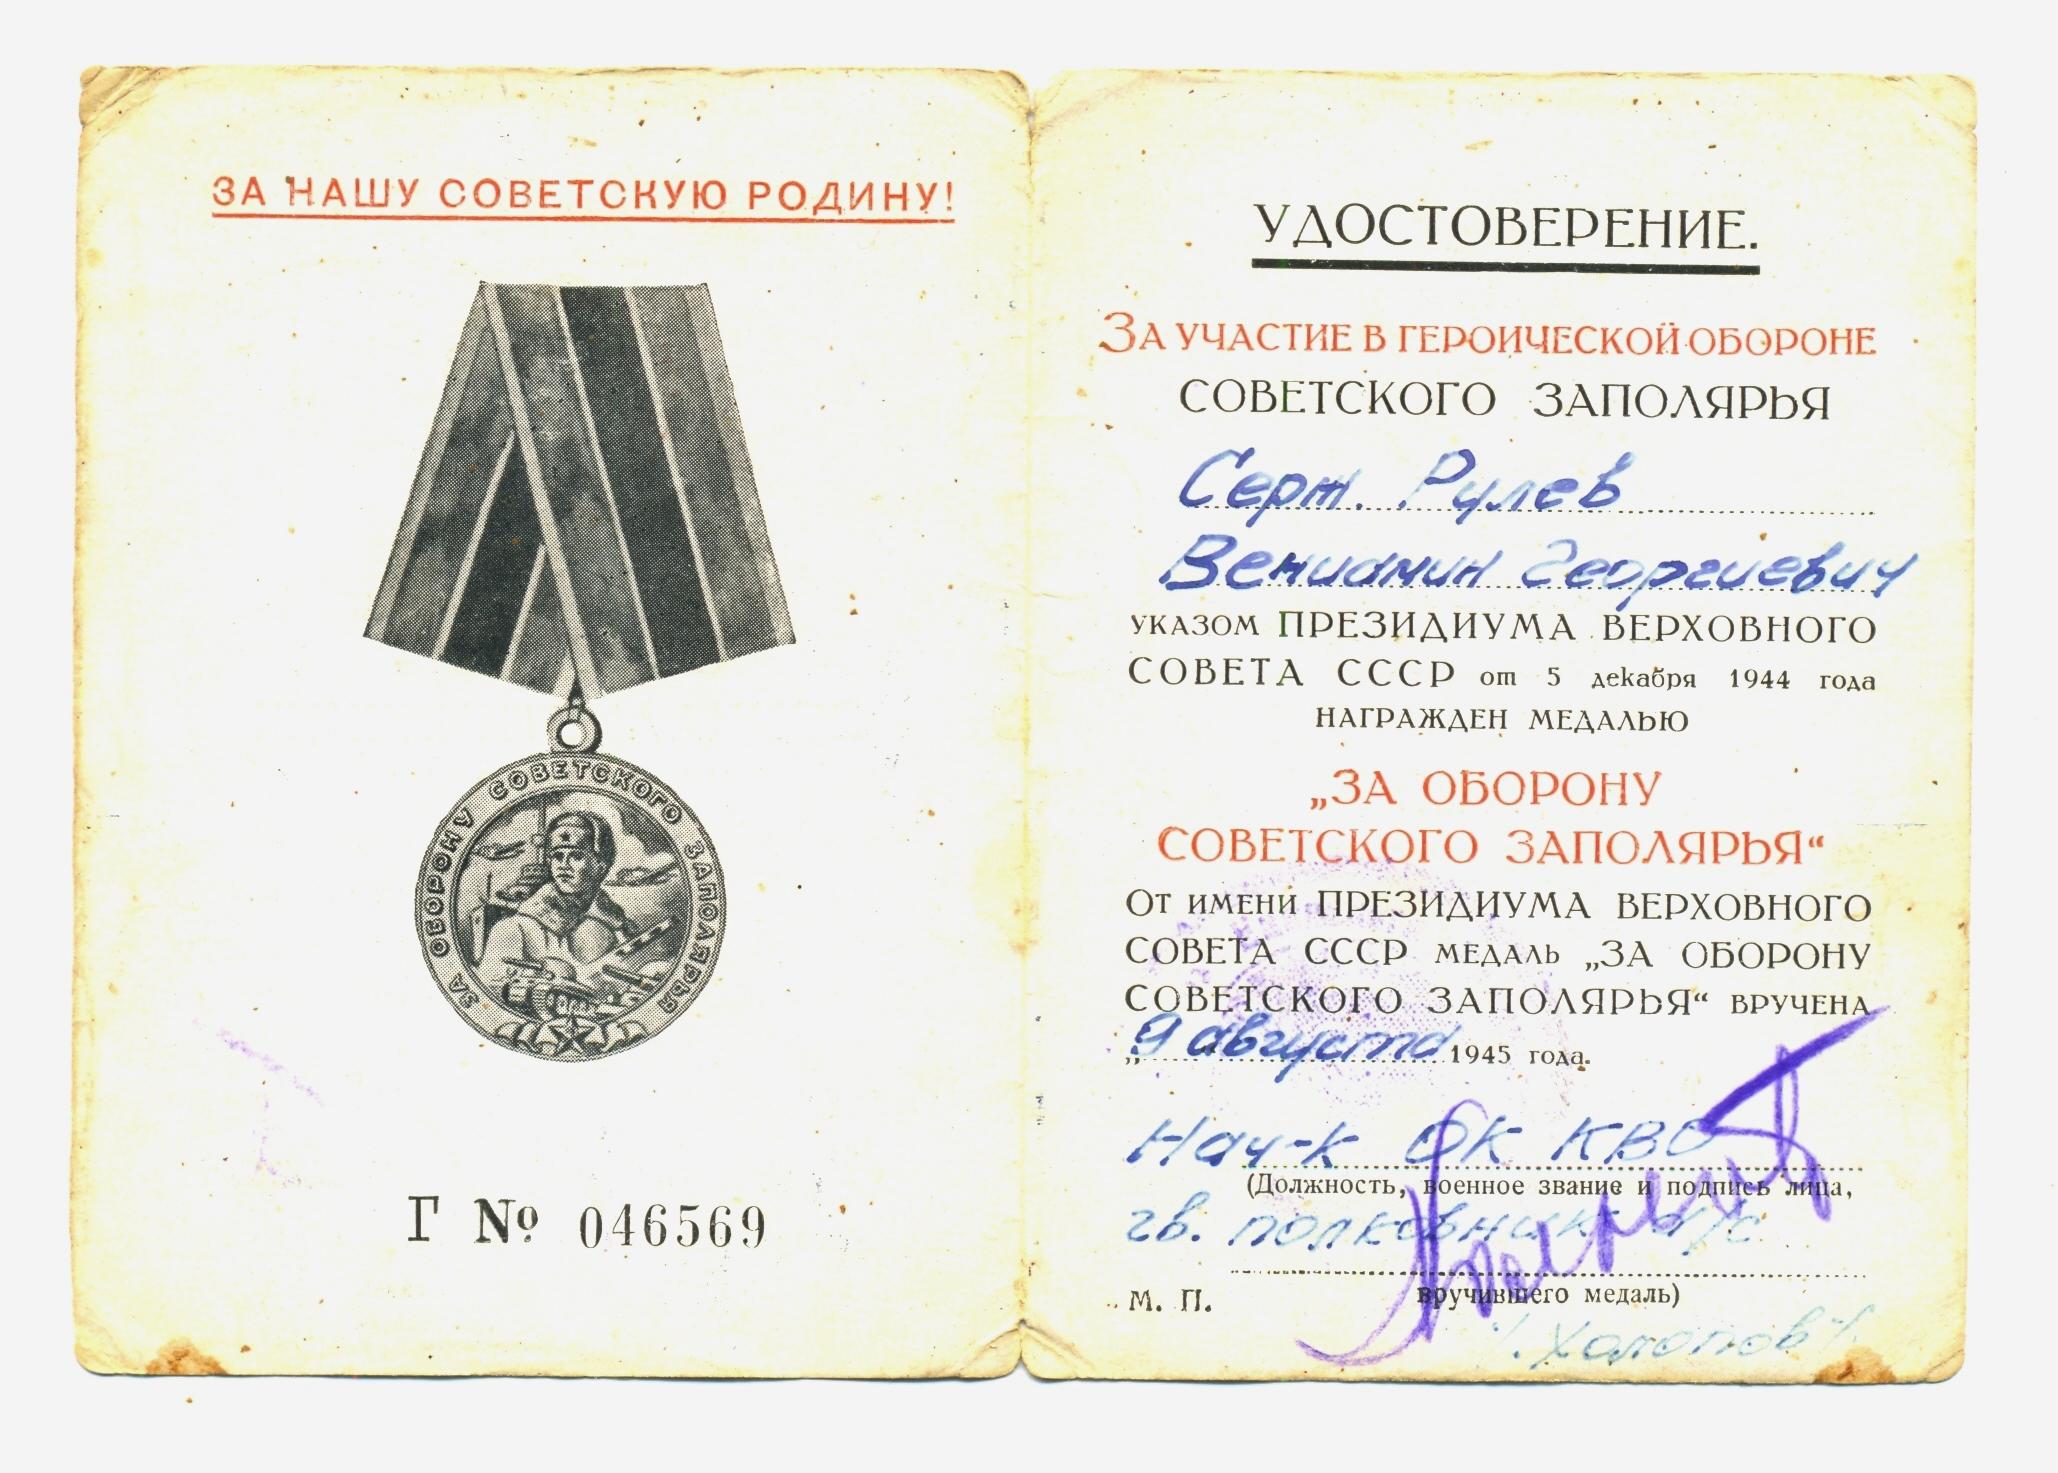 ЗА НАШУ СОВЕТСКУЮ РОДИНУ!
ЗА ОБОРОНУ СОВЕТСКОГО ЗАПОЛЯРЬЯ
Г № 046569
УДОСТОВЕРЕНИЕ.
ЗА УЧАСТИЕ В ГЕРОИЧЕСКОЙ ОБОРОНЕ
СОВЕТСКОГО ЗАПОЛЯРЬЯ
Серж. Рулев
Вениамин Георгиевич
УКАЗОМ ПРЕЗИДИУМА ВЕРХОВНОГО
СОВЕТА СССР от 5 декабря 1944 года
НАГРАЖДЕН МЕДАЛЬЮ
„ЗА ОБОРОНУ
СОВЕТСКОГО ЗАПОЛЯРЬЯ“
ОТ ИМЕНИ ПРЕЗИДИУМА ВЕРХОВНОГО
СОВЕТА СССР МЕДАЛЬ „ЗА ОБОРОНУ
СОВЕТСКОГО ЗАПОЛЯРЬЯ“ ВРУЧЕНА
„9 августа 1945 года.
Нач-к ОК КВО
(Должность, военное звание и подпись лица,
гв. полковник а/с
М. П. вручившего медаль)
/Холопов/